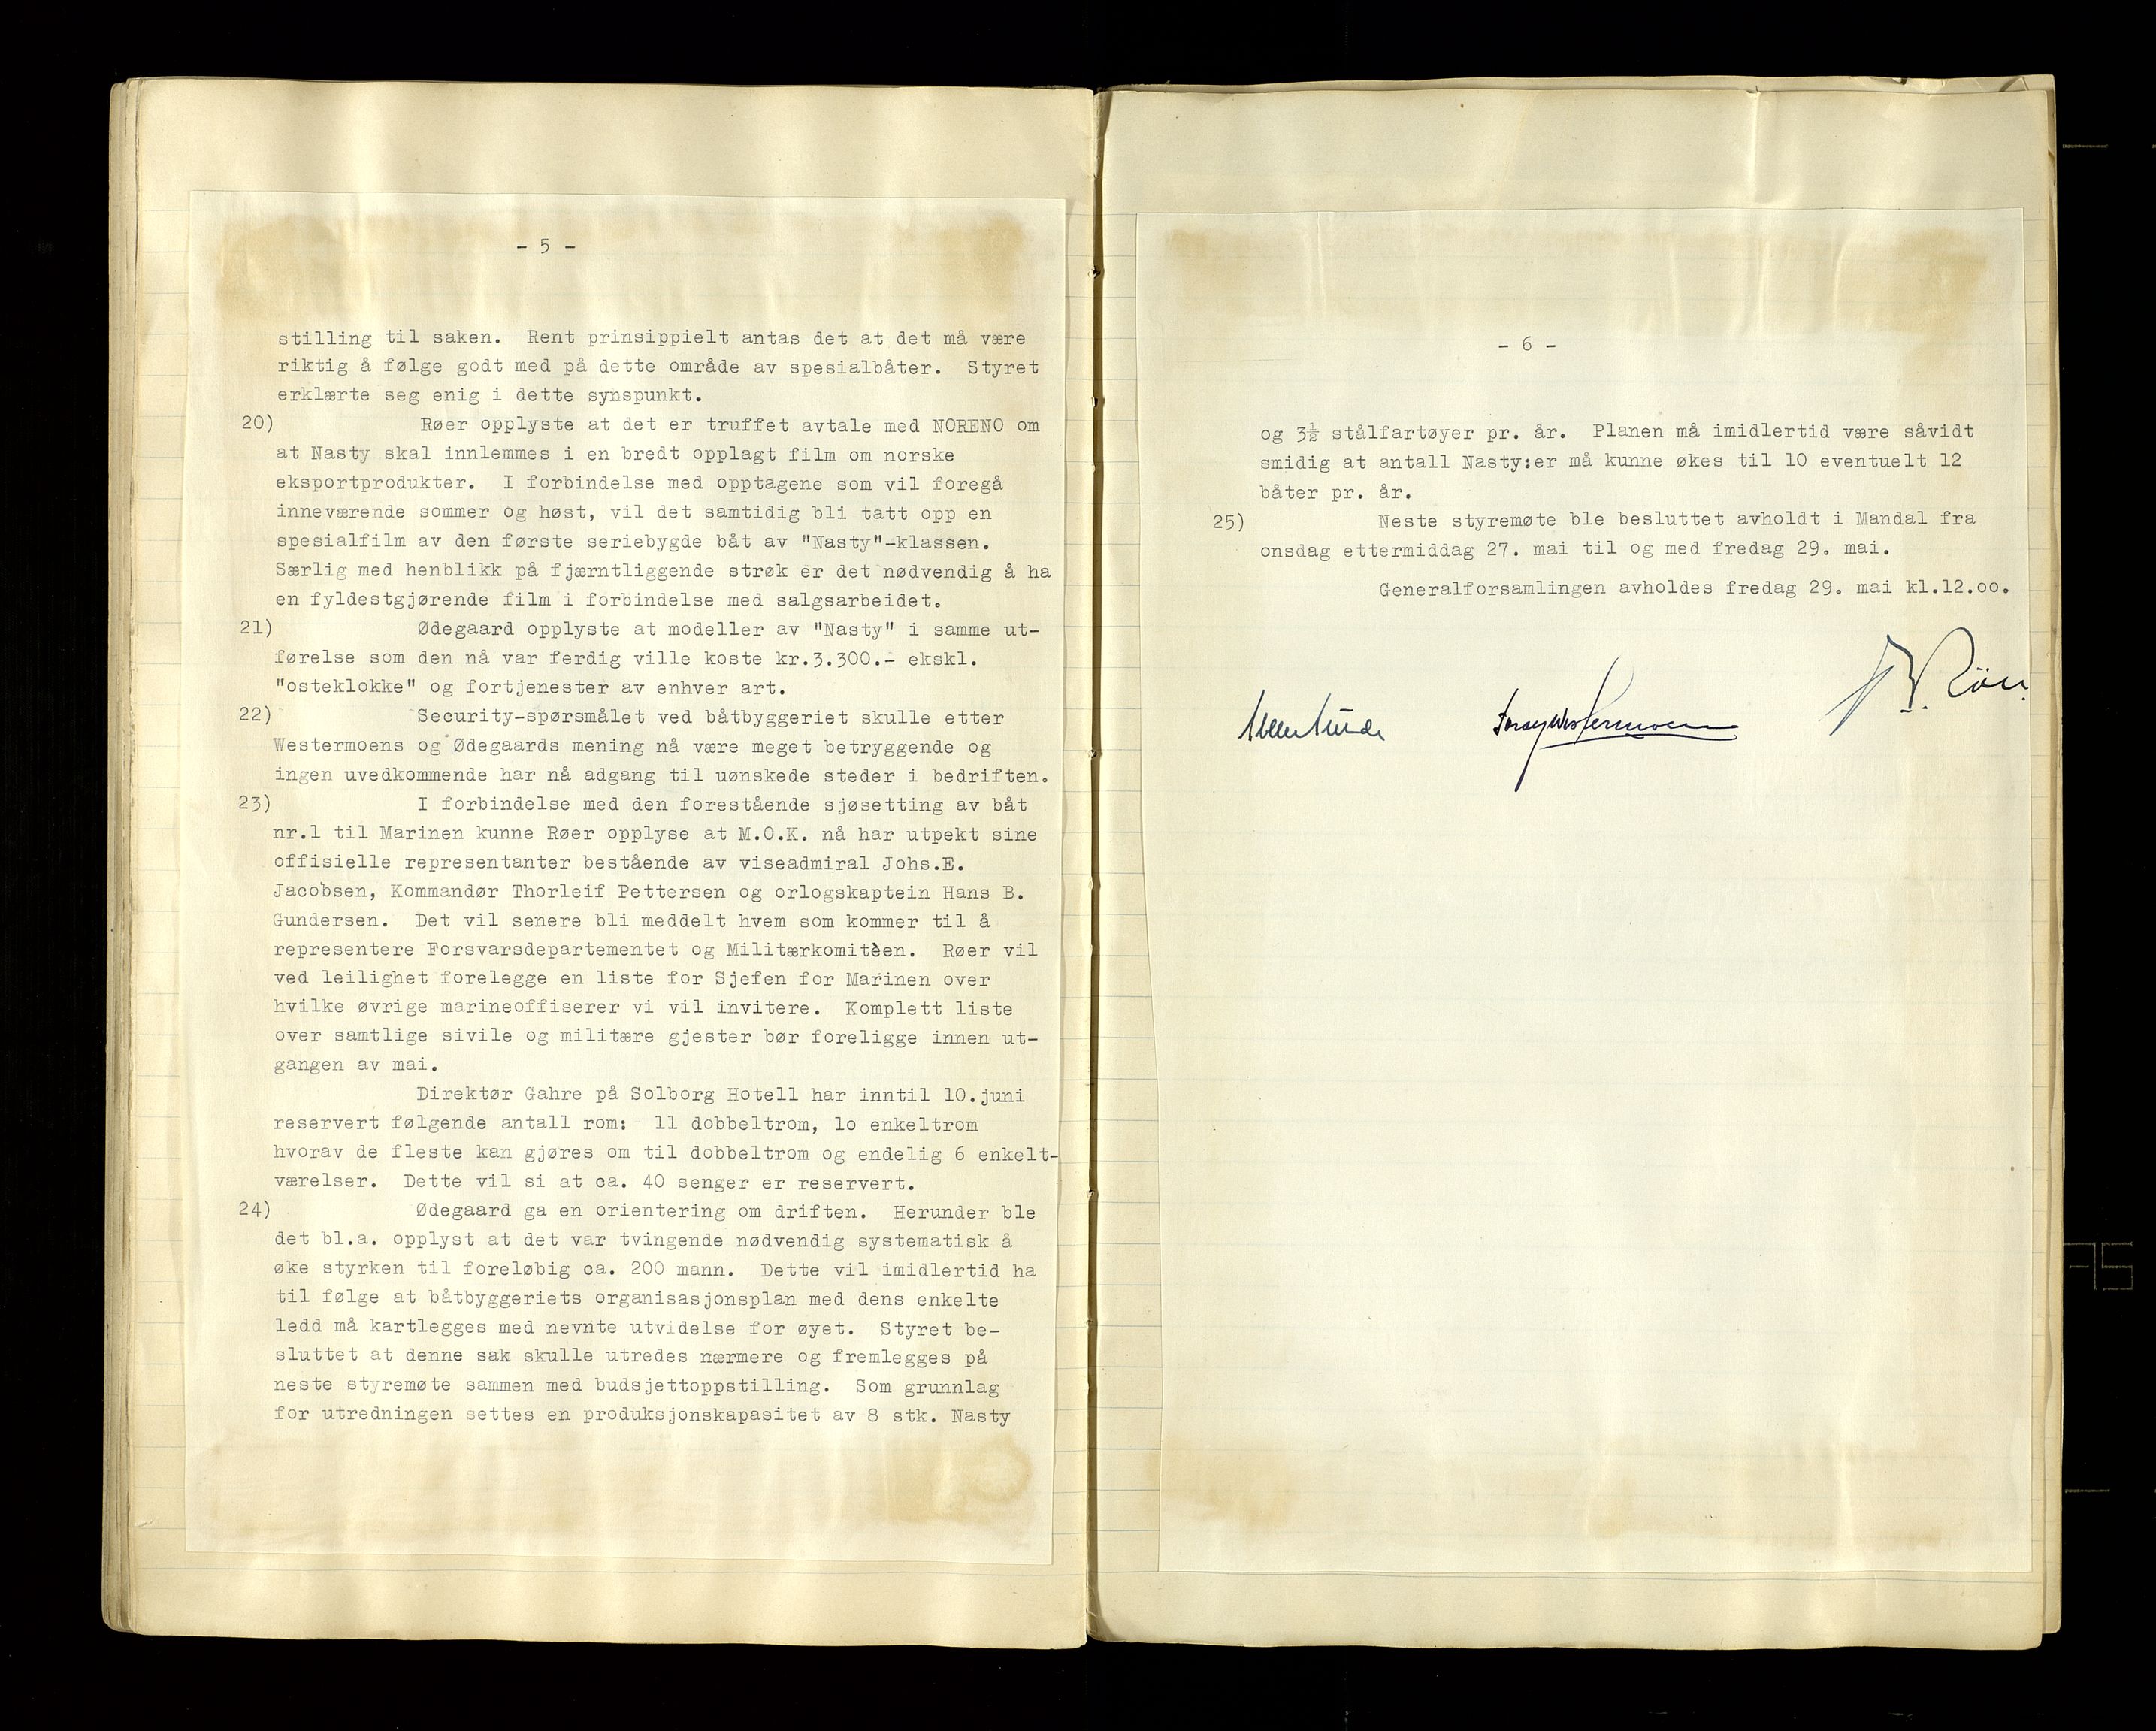 - 5 -
stilling til saken. Rent prinsippielt antas det at det må være
riktig å følge godt med på dette område av spesialbåter. Styret
erklærte seg enig i dette synspunkt.
20) Røer opplyste at det er truffet avtale med NORENO om
at Nasty skal innlemmes i en bredt opplagt film om norske
eksportprodukter. I forbindelse med opptagene som vil foregå
inneværende sommer og høst, vil det samtidig bli tatt opp en
spesialfilm av den første seriebygde båt av "Nasty"-klassen.
Særlig med henblikk på fjærntliggende strøk er det nødvendig å ha
en fyldestgjørende film i forbindelse med salgsarbeidet.
21) Ødegaard opplyste at modeller av "Nasty" i samme ut-
førelse som den nå var ferdig ville koste kr.3.300.- ekskl.
"osteklokke" og fortjenester av enhver art.
22) Security-spørsmålet ved båtbyggeriet skulle etter
Westermoens og Ødegaards mening nå være meget betryggende og
ingen uvedkommende har nå adgang til uønskede steder i bedriften.
23) I forbindelse med den forestående sjøsetting av båt
nr.1 til Marinen kunne Røer opplyse at M.O.K. nå har utpekt sine
offisielle representanter bestående av viseadmiral Johs.E.
Jacobsen, Kommandør Thorleif Pettersen og orlogskaptein Hans B.
Gundersen. Det vil senere bli meddelt hvem som kommer til å
representere Forsvarsdepartementet og Militærkomitèen. Røer vil
ved leilighet forelegge en liste for Sjefen for Marinen over
hvilke øvrige marineoffiserer vi vil invitere. Komplett liste
over samtlige sivile og militære gjester bør foreligge innen ut-
gangen av mai.
Direktør Gahre på Solborg Hotell har inntil 10.juni
reservert følgende antall rom: 11 dobbeltrom, lo enkeltrom
hvorav de fleste kan gjøres om til dobbeltrom og endelig 6 enkelt-
værelser. Dette vil si at ca. 40 senger er reservert.
24) Ødegaard ga en orientering om driften. Herunder ble
det bl.a. opplyst at det var tvingende nødvendig systematisk å
øke styrken til foreløbig ca. 200 mann. Dette vil imidlertid ha
til følge at båtbyggeriets organisasjonsplan med dens enkelte
ledd må kartlegges med nevnte utvidelse for øyet. Styret be-
sluttet at denne sak skulle utredes nærmere og fremlegges på
neste styremøte sammen med budsjettoppstilling. Som grunnlag
for utredningen settes en produksjonskapasitet av 8 stk. Nasty
- 6 -
og 3½ stålfartøyer pr. år. Planen må imidlertid være såvidt
smidig at antall Nasty:er må kunne økes til 10 eventuelt 12
båter pr. år.
25) Neste styremøte ble besluttet avholdt i Mandal fra
onsdag ettermiddag 27. mai til og med fredag 29. mai.
Generalforsamlingen avholdes fredag 29. mai kl.12.oo.
Westermoen